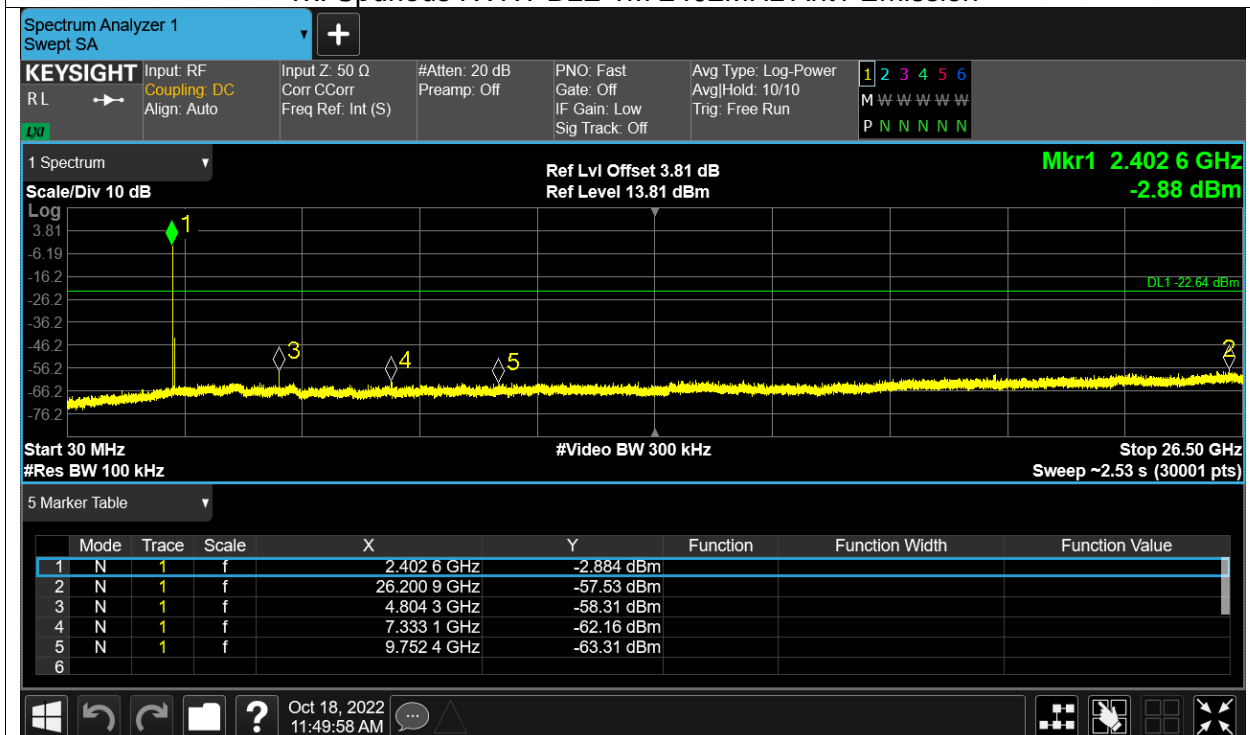 Spectrum Analyzer 1
Swept SA
KEYSIGHT
R L
LXI
Input: RF
Coupling: DC
Align: Auto
Input Z: 50 Ω
Corr CCorr
Freq Ref: Int (S)
#Atten: 20 dB
Preamp: Off
PNO: Fast
Gate: Off
IF Gain: Low
Sig Track: Off
Avg Type: Log-Power
Avg|Hold: 10/10
Trig: Free Run
1 2 3 4 5 6
M W W W W W W
P N N N N N N
1 Spectrum
Scale/Div 10 dB
Ref Lvl Offset 3.81 dB
Ref Level 13.81 dBm
Mkr1 2.402 6 GHz
-2.88 dBm
Log
3.81
-6.19
-16.2
-26.2
-36.2
-46.2
-56.2
-66.2
-76.2
1
3
4
5
2
DL1 -22.64 dBm
Start 30 MHz
#Video BW 300 kHz
Stop 26.50 GHz
#Res BW 100 kHz
Sweep ~2.53 s (30001 pts)
5 Marker Table
Mode Trace Scale X Y Function Function Width Function Value
1 N 1 f 2.402 6 GHz -2.884 dBm
2 N 1 f 26.200 9 GHz -57.53 dBm
3 N 1 f 4.804 3 GHz -58.31 dBm
4 N 1 f 7.333 1 GHz -62.16 dBm
5 N 1 f 9.752 4 GHz -63.31 dBm
6
?
Oct 18, 2022
11:49:58 AM